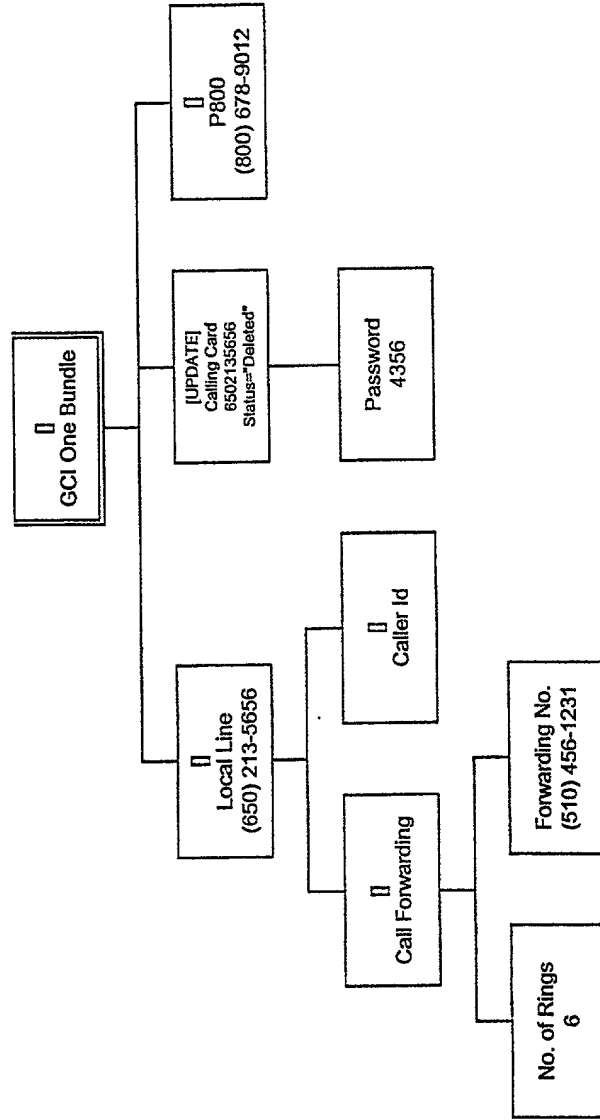 []
GCI One Bundle
[]
Local Line
(650) 213-5656
[UPDATE]
Calling Card
6502135656
Status="Deleted"
[]
P800
(800) 678-9012
[]
Call Forwarding
[]
Caller Id
Password
4356
No. of Rings
6
Forwarding No.
(510) 456-1231